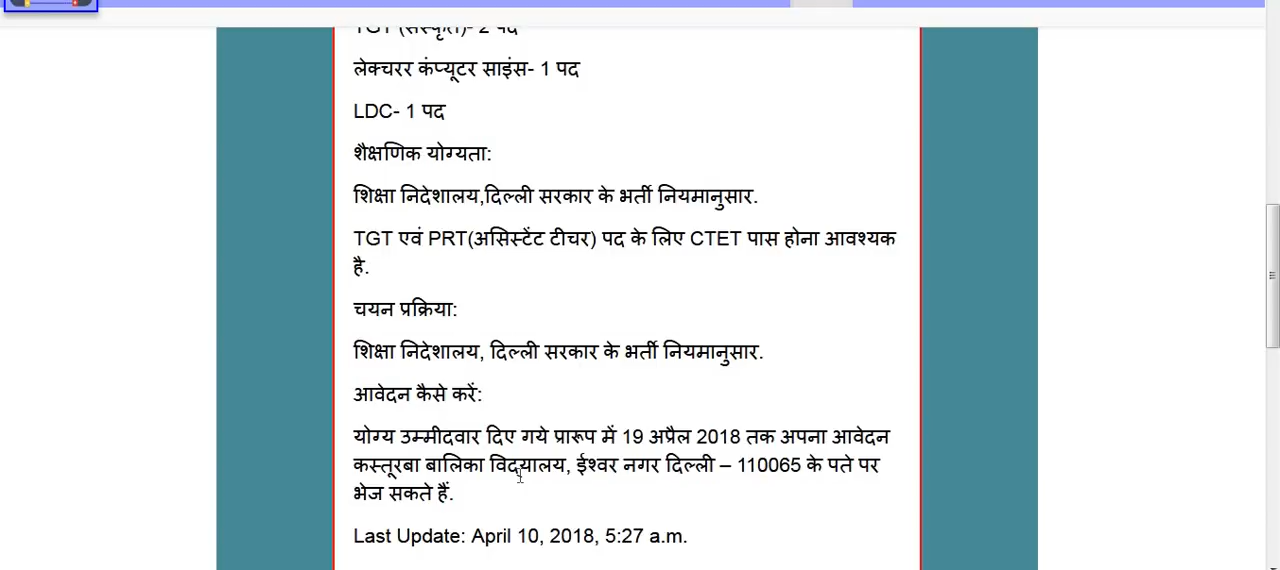 TGT (संस्कृत)- 2 पद
लेक्चरर कंप्यूटर साइंस- 1 पद
LDC- 1 पद
शैक्षणिक योग्यता:
शिक्षा निदेशालय,दिल्ली सरकार के भर्ती नियमानुसार.
TGT एवं PRT(असिस्टेंट टीचर) पद के लिए CTET पास होना आवश्यक
है.
चयन प्रक्रिया:
शिक्षा निदेशालय, दिल्ली सरकार के भर्ती नियमानुसार.
आवेदन कैसे करें:
योग्य उम्मीदवार दिए गये प्रारूप में 19 अप्रैल 2018 तक अपना आवेदन
कस्तूरबा बालिका विद्यालय, ईश्वर नगर दिल्ली – 110065 के पते पर
भेज सकते हैं.
Last Update: April 10, 2018, 5:27 a.m.